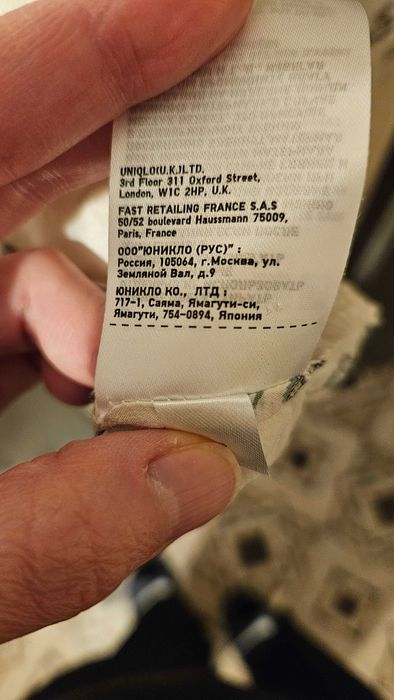 UNIQLO(U.K.)LTD.
3rd Floor 311 Oxford Street,
London, W1C 2HP, U.K.
FAST RETAILING FRANCE S.A.S
50/52 boulevard Haussmann 75009,
Paris, France
ООО"ЮНИКЛО (РУС)" :
Россия, 105064, г.Москва, ул.
Земляной Вал, д.9
ЮНИКЛО КО., ЛТД :
717-1, Саяма, Ямагути-си,
Ямагути, 754-0894, Япония